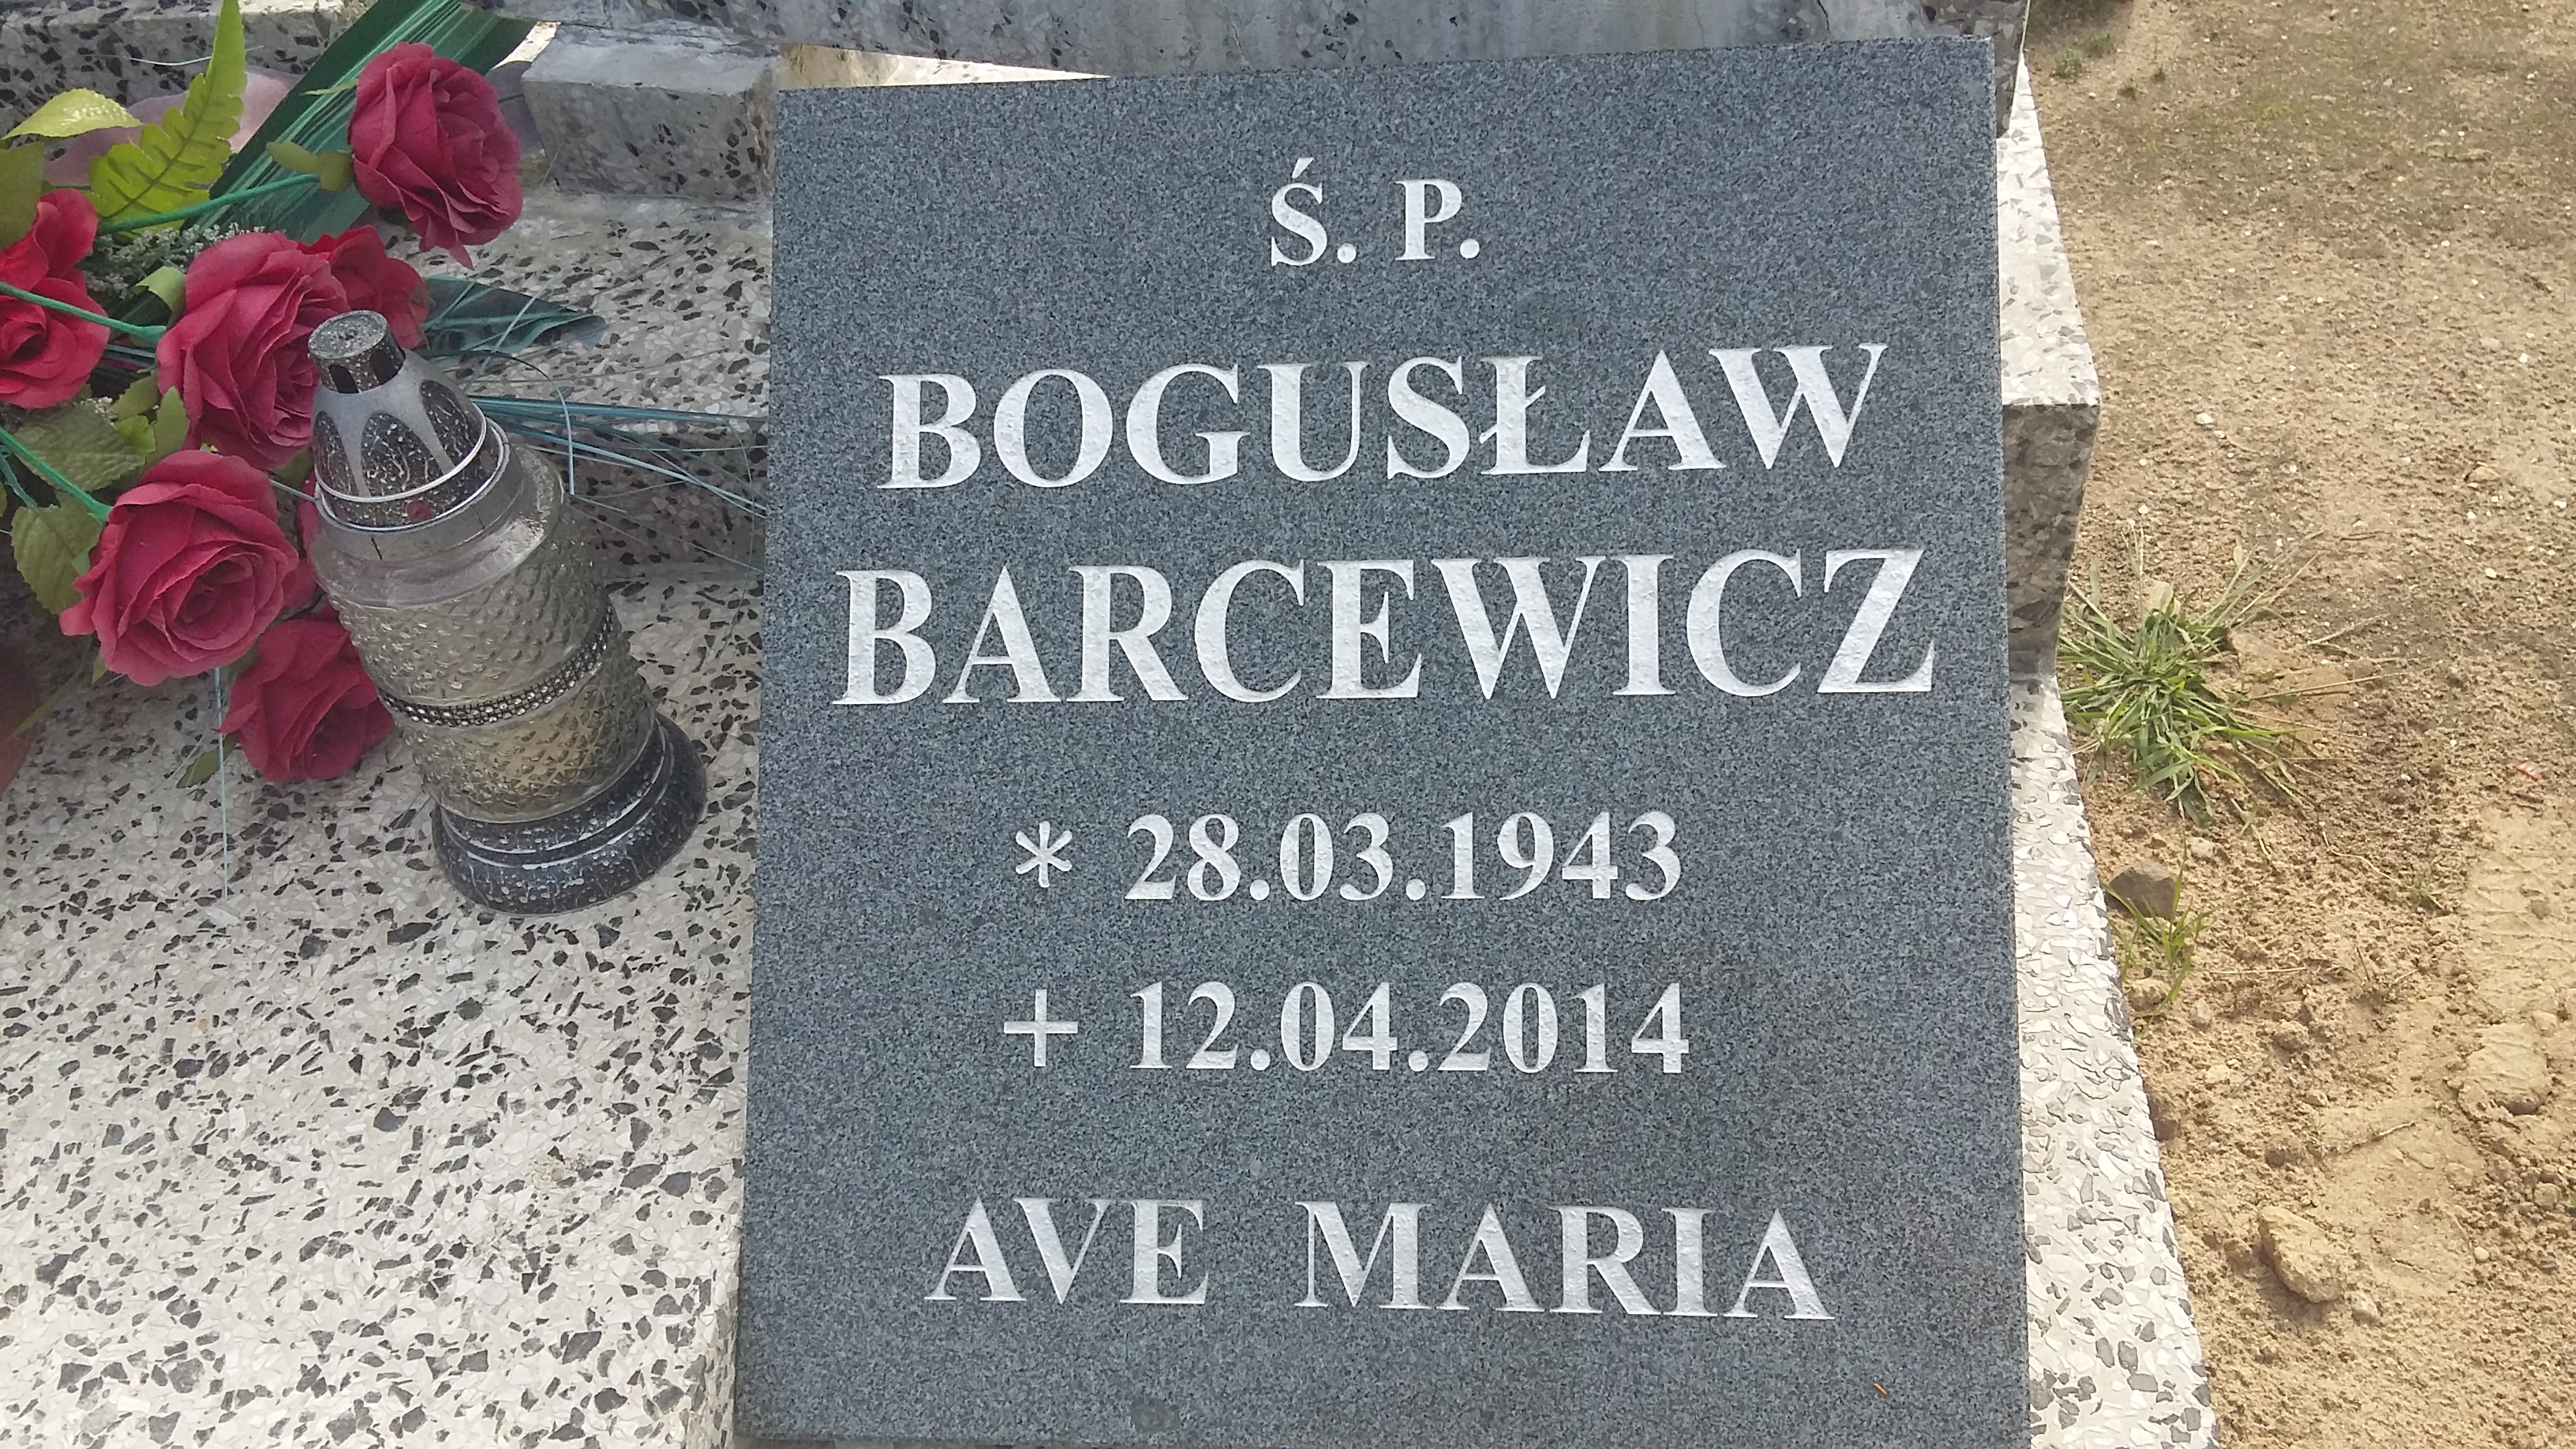 Ś. P.
BOGUSŁAW
BARCEWICZ
* 28.03.1943
+ 12.04.2014
AVE MARIA